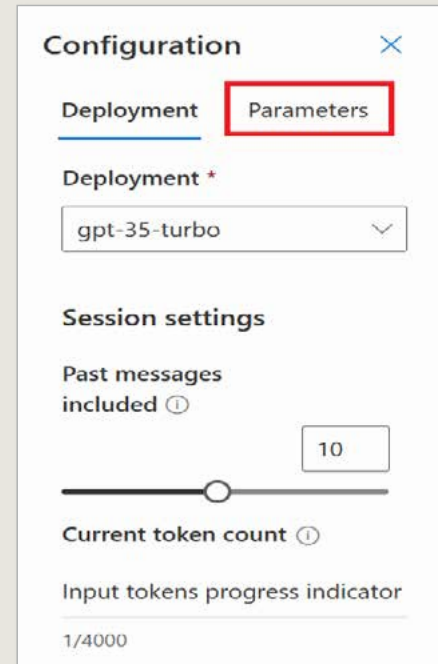 Configuration
Deployment Parameters
Deployment *
gpt-35-turbo
Session settings
Past messages
included
10
Current token count
Input tokens progress indicator
1/4000